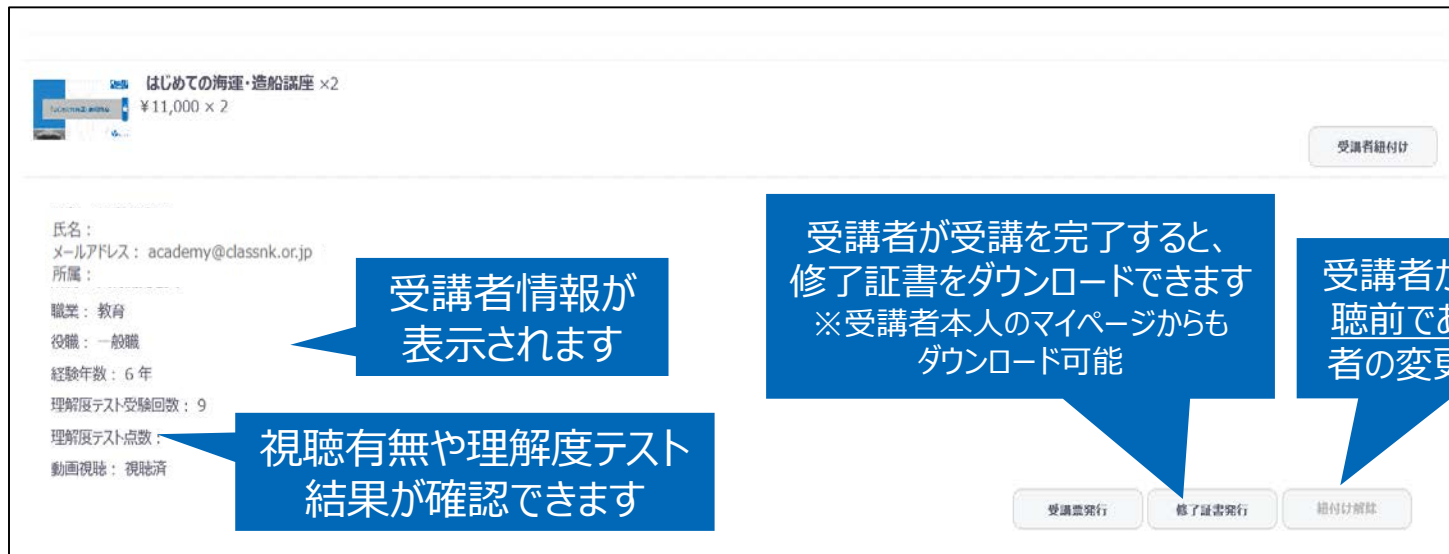 はじめての海運・造船講座 ×2
¥11,000 × 2
受講者紐付け
氏名：
メールアドレス： academy@classnk.or.jp
所属：
職業： 教育
役職： 一般職
経験年数： 6 年
理解度テスト受験回数： 9
理解度テスト点数：
動画視聴： 視聴済
受講者情報が
表示されます
視聴有無や理解度テスト
結果が確認できます
受講者が受講を完了すると、
修了証書をダウンロードできます
※受講者本人のマイページからも
ダウンロード可能
受講者が
聴前であ
者の変更
受講票発行
修了証書発行
紐付け解除